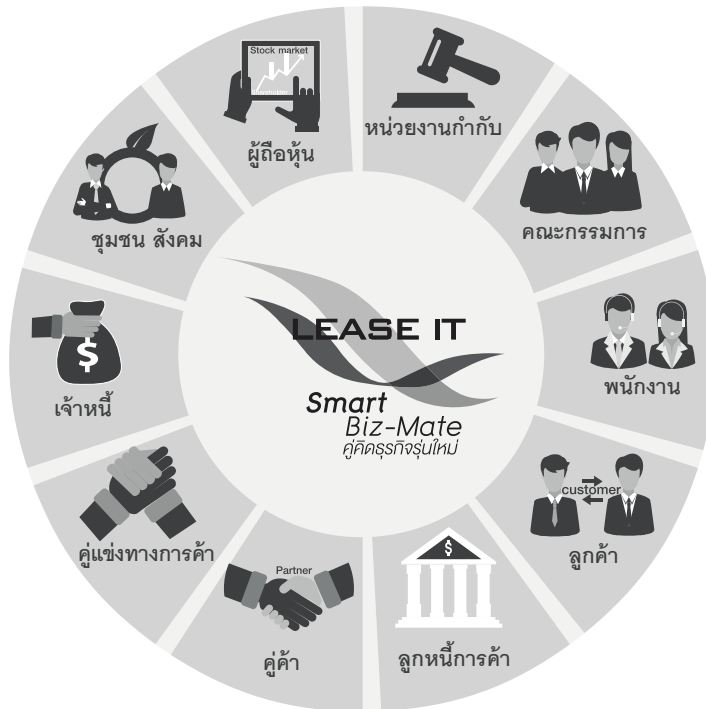 Stock market
Shareholder
ผู้ถือหุ้น
หน่วยงานกำกับ
คณะกรรมการ
พนักงาน
customer
ลูกค้า
$
ลูกหนี้การค้า
Partner
คู่ค้า
คู่แข่งทางการค้า
$
เจ้าหนี้
ชุมชน สังคม
LEASE IT
Smart
Biz-Mate
คู่คิดธุรกิจรุ่นใหม่